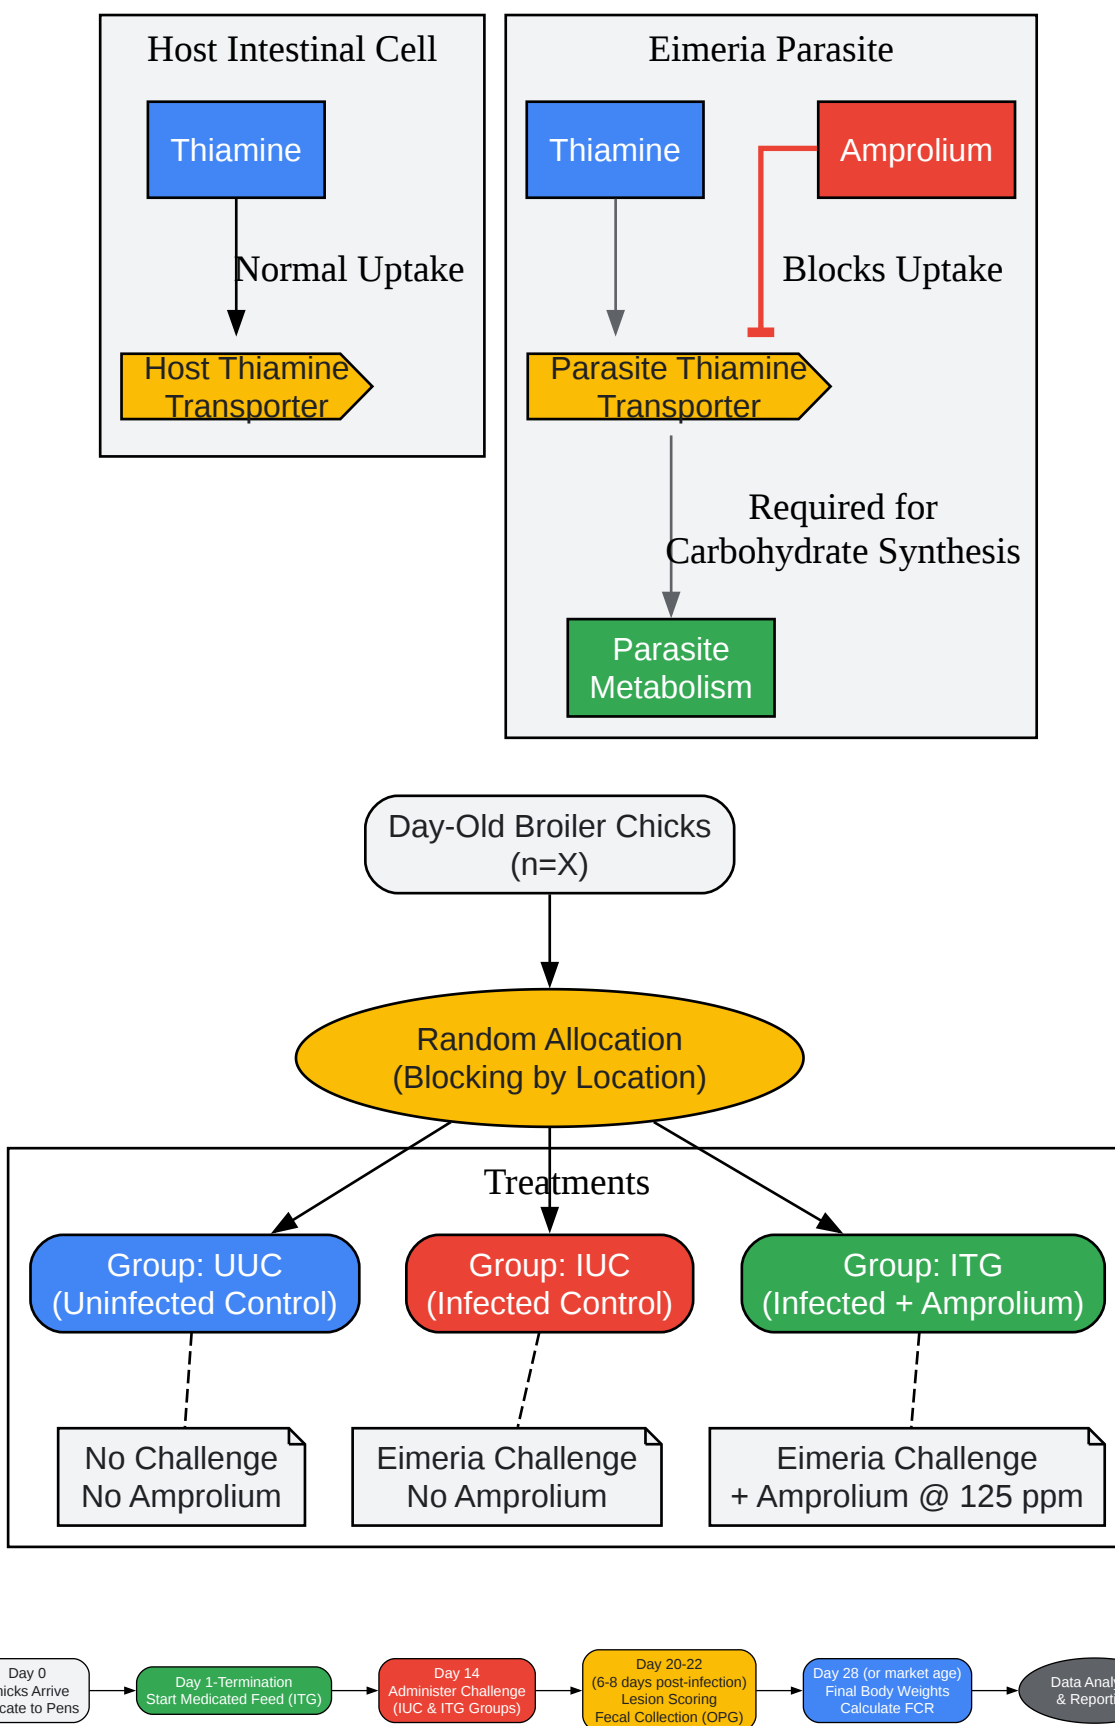 Host Intestinal Cell
Thiamine
Normal Uptake
Host Thiamine
Transporter
Eimeria Parasite
Thiamine
Amprolium
Blocks Uptake
Parasite Thiamine
Transporter
Required for
Carbohydrate Synthesis
Parasite
Metabolism
Day-Old Broiler Chicks
(n=X)
Random Allocation
(Blocking by Location)
Treatments
Group: UUC
(Uninfected Control)
Group: IUC
(Infected Control)
Group: ITG
(Infected + Amprolium)
No Challenge
No Amprolium
Eimeria Challenge
No Amprolium
Eimeria Challenge
+ Amprolium @ 125 ppm
Day 0
Arrive
to Pens
Day 1-Termination
Start Medicated Feed (ITG)
Day 14
Administer Challenge
(IUC & ITG Groups)
Day 20-22
(6-8 days post-infection)
Lesion Scoring
Fecal Collection (OPG)
Day 28 (or market age)
Final Body Weights
Calculate FCR
Data
&